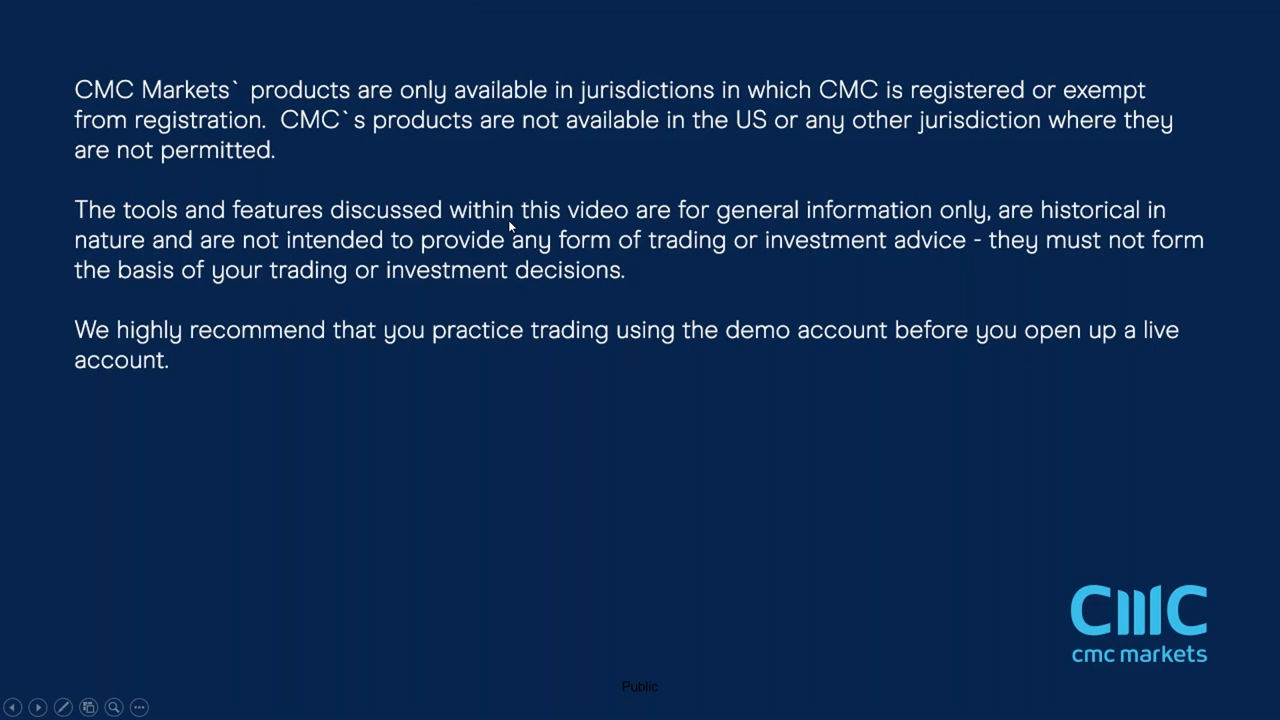 CMC Markets` products are only available in jurisdictions in which CMC is registered or exempt
from registration.  CMC`s products are not available in the US or any other jurisdiction where they
are not permitted.
The tools and features discussed within this video are for general information only, are historical in
nature and are not intended to provide any form of trading or investment advice - they must not form
the basis of your trading or investment decisions.
We highly recommend that you practice trading using the demo account before you open up a live
account.
CMC
cmc markets
Public